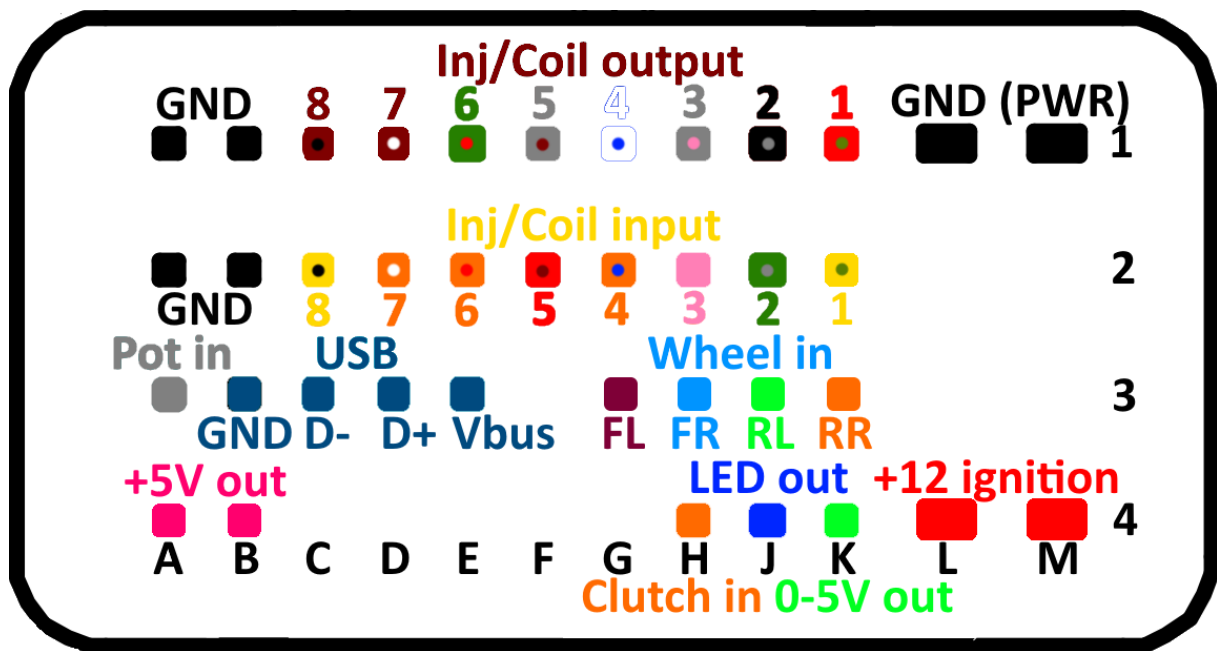 Inj/Coil output
GND 8 7 6 5 4 3 2 1 GND (PWR)
1
Inj/Coil input
2
GND 8 7 6 5 4 3 2 1
Pot in USB Wheel in
3
GND D- D+ Vbus FL FR RL RR
+5V out LED out +12 ignition
4
A B C D E F G H J K L M
Clutch in 0-5V out